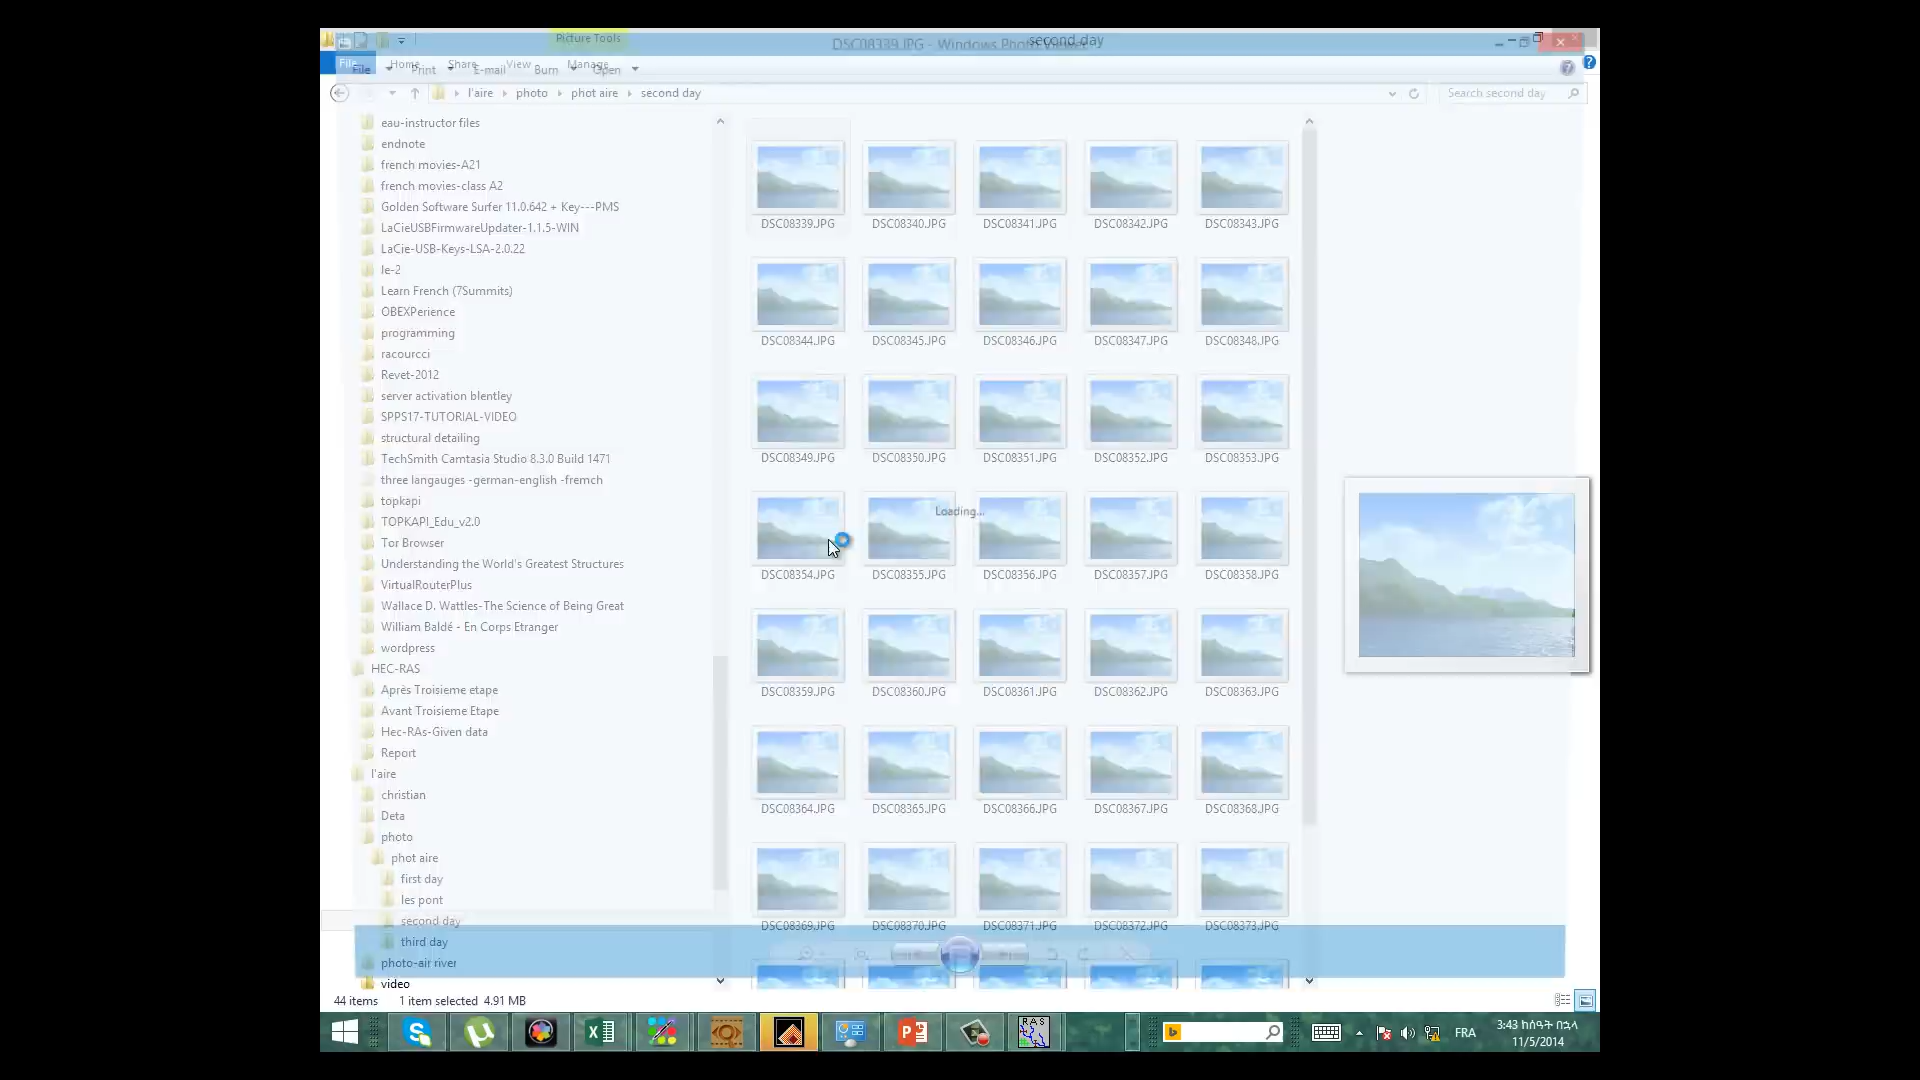 Picture Tools
DSC08339.JPG - Windows Photo Viewer
second day
File Home Share View Manage
File Print E-mail Burn Open
l'aire photo phot aire second day
Search second day
eau-instructor files
endnote
french movies-A21
french movies-class A2
Golden Software Surfer 11.0.642 + Key---PMS
LaCieUSBFirmwareUpdater-1.1.5-WIN
LaCie-USB-Keys-LSA-2.0.22
le-2
Learn French (7Summits)
OBEXPerience
programming
racourcci
Revet-2012
server activation blentley
SPPS17-TUTORIAL-VIDEO
structural detailing
TechSmith Camtasia Studio 8.3.0 Build 1471
three langauges -german-english -fremch
topkapi
TOPKAPI_Edu_v2.0
Tor Browser
Understanding the World's Greatest Structures
VirtualRouterPlus
Wallace D. Wattles-The Science of Being Great
William Baldé - En Corps Etranger
wordpress
HEC-RAS
Après Troisieme etape
Avant Troisieme Etape
Hec-RAs-Given data
Report
l'aire
christian
Deta
photo
phot aire
first day
les pont
second day
third day
photo-air river
video
DSC08339.JPG DSC08340.JPG DSC08341.JPG DSC08342.JPG DSC08343.JPG
DSC08344.JPG DSC08345.JPG DSC08346.JPG DSC08347.JPG DSC08348.JPG
DSC08349.JPG DSC08350.JPG DSC08351.JPG DSC08352.JPG DSC08353.JPG
Loading...
DSC08354.JPG DSC08355.JPG DSC08356.JPG DSC08357.JPG DSC08358.JPG
DSC08359.JPG DSC08360.JPG DSC08361.JPG DSC08362.JPG DSC08363.JPG
DSC08364.JPG DSC08365.JPG DSC08366.JPG DSC08367.JPG DSC08368.JPG
DSC08369.JPG DSC08370.JPG DSC08371.JPG DSC08372.JPG DSC08373.JPG
44 items 1 item selected 4.91 MB
RAS
FRA
3:43 ከሰዓት በኋላ
11/5/2014